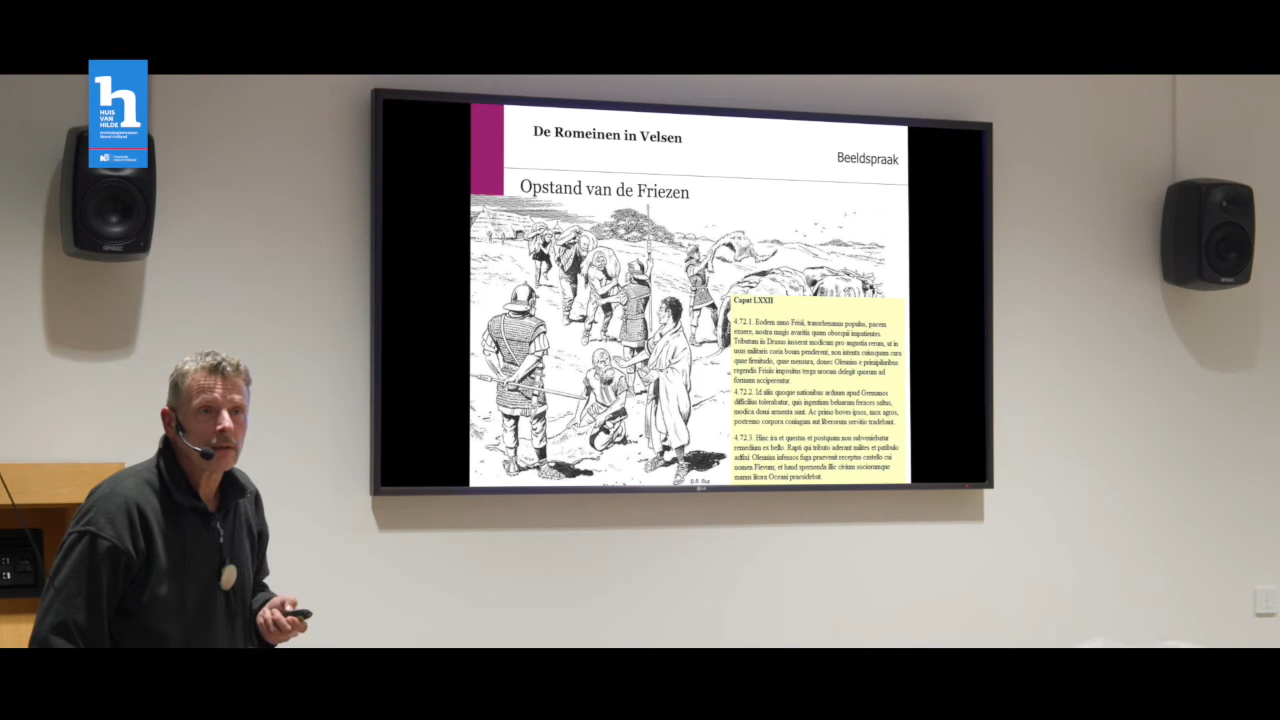 h
HUIS
VAN
HILDE
De Romeinen in Velsen
Beeldspraak
Opstand van de Friezen
Caput LXXII
4.72.1. Eodem anno Frisii, transrhenanus populus, pacem
exuere, nostra magis avaritia quam obsequii impatientes.
Tributum iis Drusus iusserat modicum pro angustia rerum, ut in
usus militaris coria boum penderent, non intenta cuiusquam cura
quae firmitudo, quae mensura, donec Olennius e primipilaribus
regendis Frisiis impositus terga urorum delegit quorum ad
formam acciperentur.
4.72.2. Id aliis quoque nationibus arduum apud Germanos
difficilius tolerabatur, quis ingentium beluarum feraces saltus,
modica domi armenta sunt. Ac primo boves ipsos, mox agros,
postremo corpora coniugum aut liberorum servitio tradebant.
4.72.3. Hinc ira et questus et postquam non subveniebatur
remedium ex bello. Rapti qui tributo aderant milites et patibulo
adfixi: Olennius infensos fuga praevenit receptus castello cui
nomen Flevum; et haud spernenda illic civium sociorumque
manus litora Oceani praesidebat.
LG